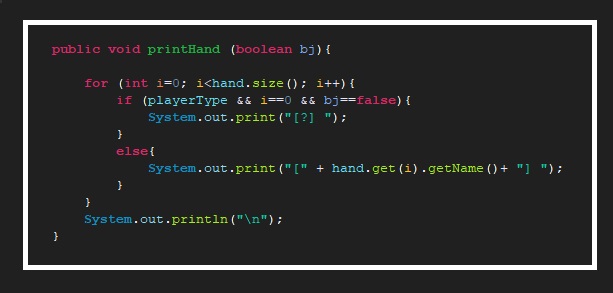 public void printHand (boolean bj){
for (int i=0; i<hand.size(); i++){
if (playerType && i==0 && bj==false){
System.out.print("[?] ");
}
else{
System.out.print("[" + hand.get(i).getName()+ "] ");
}
}
System.out.println("\n");
}